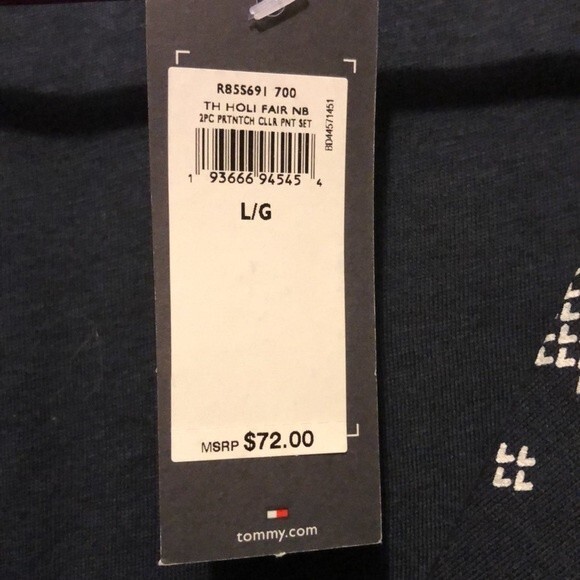 R85S691 700
TH HOLI FAIR NB
2PC PRTNTCH CLLR PNT SET
BD44571451
1 93666 94545 4
L/G
MSRP $72.00
tommy.com